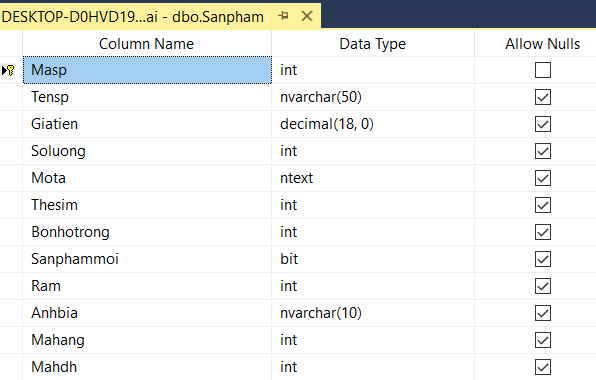 DESKTOP-D0HVD19...ai - dbo.Sanpham
Column Name Data Type Allow Nulls
Masp int
Tensp nvarchar(50)
Giatien decimal(18, 0)
Soluong int
Mota ntext
Thesim int
Bonhotrong int
Sanphammoi bit
Ram int
Anhbia nvarchar(10)
Mahang int
Mahdh int